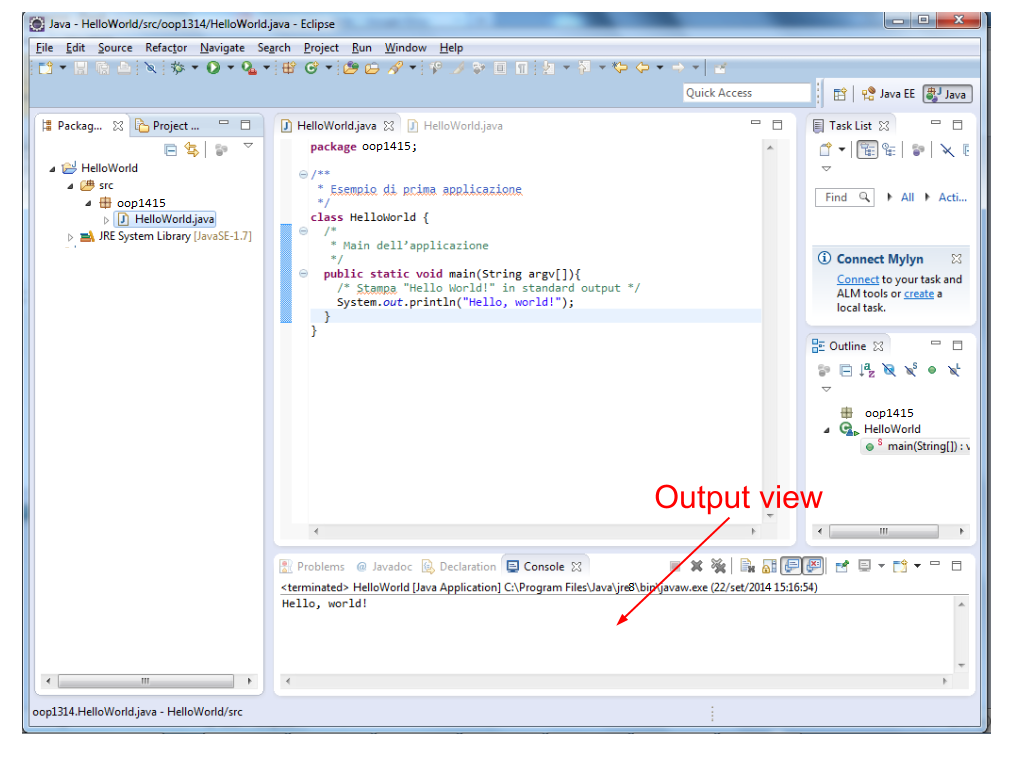 Java - HelloWorld/src/oop1314/HelloWorld.java - Eclipse
File Edit Source Refactor Navigate Search Project Run Window Help
Quick Access
Java EE
Java
Packag...
Project ...
HelloWorld
src
oop1415
HelloWorld.java
JRE System Library [JavaSE-1.7]
HelloWorld.java
HelloWorld.java
package oop1415;
/**
* Esempio di prima applicazione
*/
class HelloWorld {
/*
* Main dell'applicazione
*/
public static void main(String argv[]){
/* Stampa "Hello World!" in standard output */
System.out.println("Hello, world!");
}
}
Task List
Find
All
Acti...
Connect Mylyn
Connect to your task and
ALM tools or create a
local task.
Outline
oop1415
HelloWorld
main(String[]) : v
Output view
Problems @ Javadoc Declaration Console
<terminated> HelloWorld [Java Application] C:\Program Files\Java\jre8\bin\javaw.exe (22/set/2014 15:16:54)
Hello, world!
oop1314.HelloWorld.java - HelloWorld/src